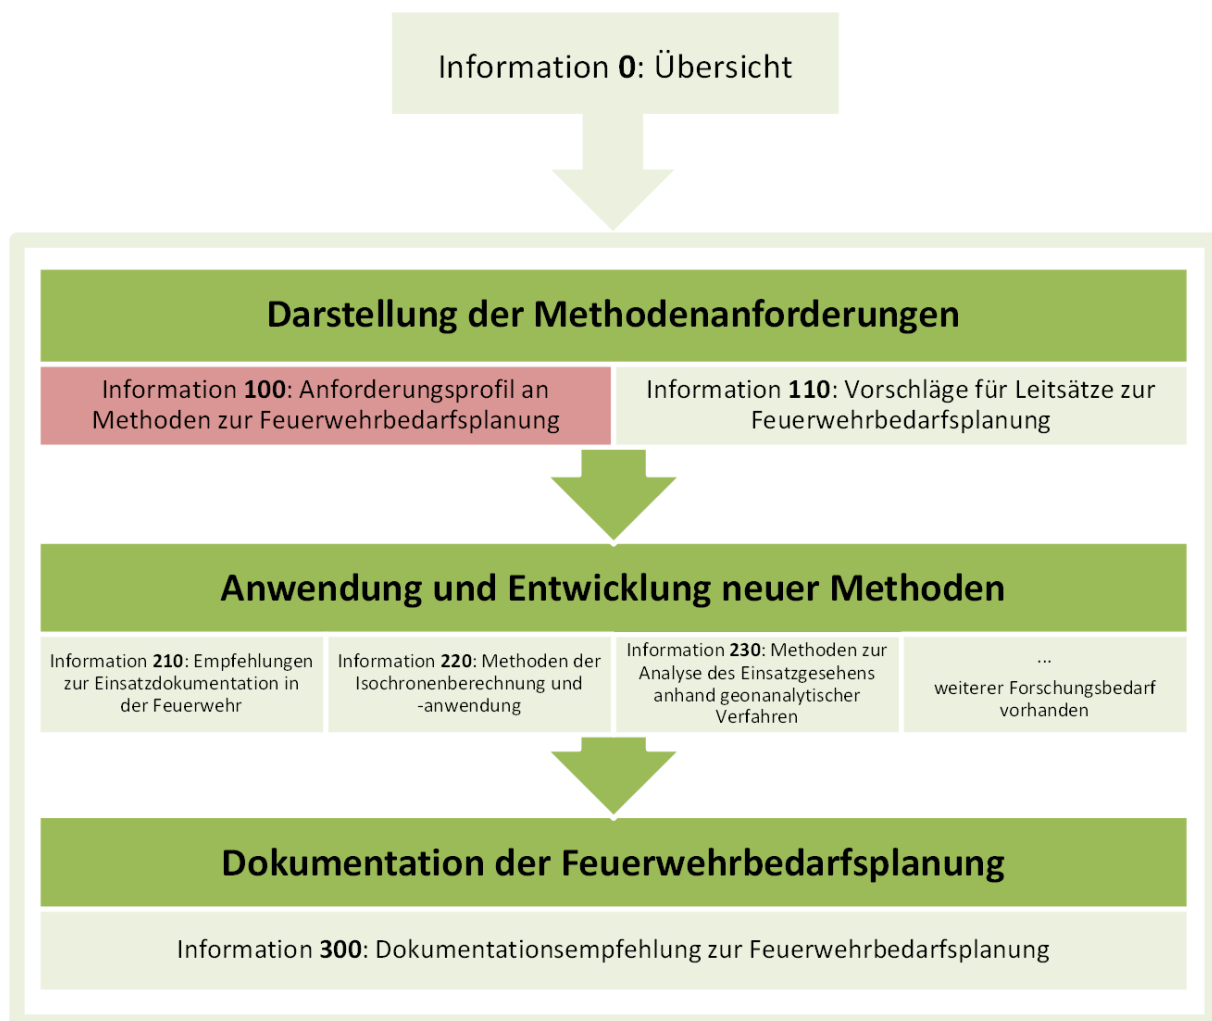 Information 0: Übersicht
Darstellung der Methodenanforderungen
Information 100: Anforderungsprofil an
Methoden zur Feuerwehrbedarfsplanung
Information 110: Vorschläge für Leitsätze zur
Feuerwehrbedarfsplanung
Anwendung und Entwicklung neuer Methoden
Information 210: Empfehlungen
zur Einsatzdokumentation in
der Feuerwehr
Information 220: Methoden der
Isochronenberechnung und
-anwendung
Information 230: Methoden zur
Analyse des Einsatzgesehens
anhand geonanalytischer
Verfahren
...
weiterer Forschungsbedarf
vorhanden
Dokumentation der Feuerwehrbedarfsplanung
Information 300: Dokumentationsempfehlung zur Feuerwehrbedarfsplanung